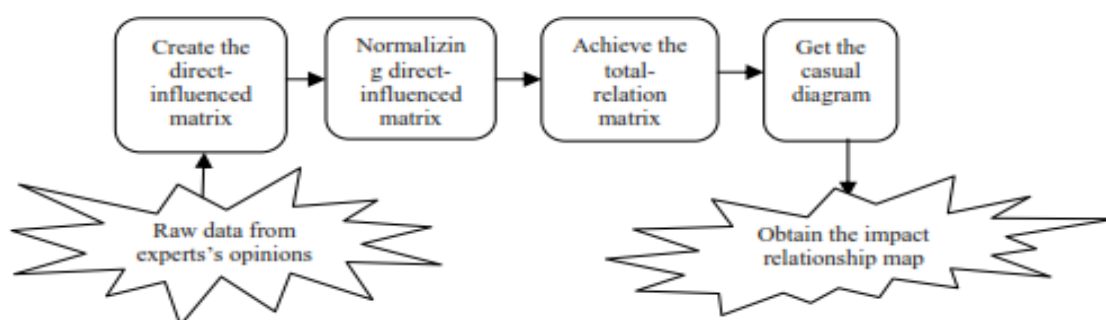 Create the
direct-
influenced
matrix
Normalizin
g direct-
influenced
matrix
Achieve the
total-
relation
matrix
Get the
casual
diagram
Raw data from
experts's opinions
Obtain the impact
relationship map